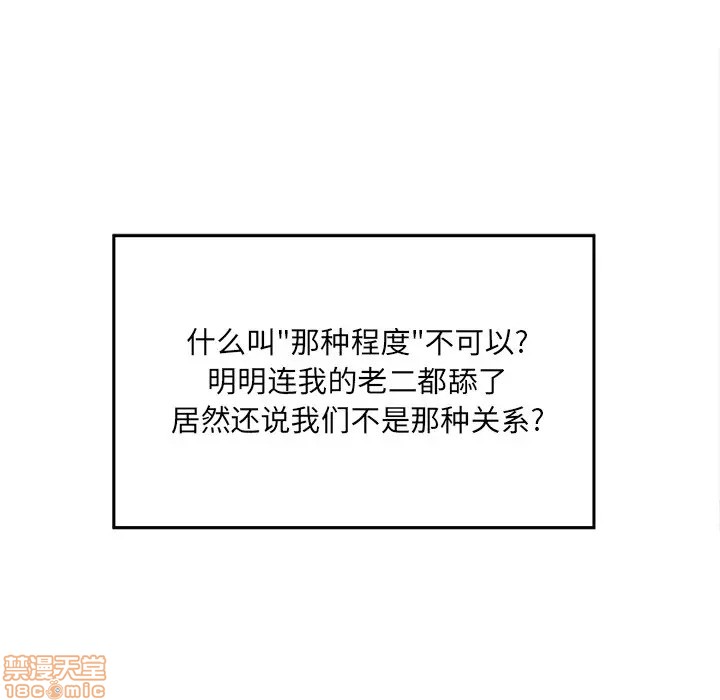 什么叫"那种程度"不可以?
明明连我的老二都舔了
居然还说我们不是那种关系?
禁漫天堂
18comic